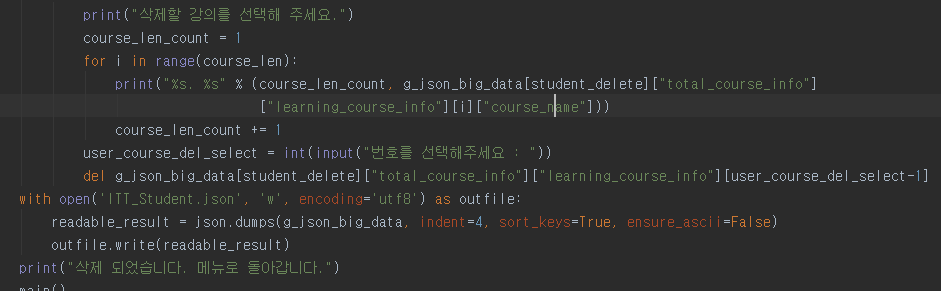 print("삭제할 강의를 선택해 주세요.")
course_len_count = 1
for i in range(course_len):
print("%s. %s" % (course_len_count, g_json_big_data[student_delete]["total_course_info"]
["learning_course_info"][i]["course_name"]))
course_len_count += 1
user_course_del_select = int(input("번호를 선택해주세요 : "))
del g_json_big_data[student_delete]["total_course_info"]["learning_course_info"][user_course_del_select-1]
with open('ITT_Student.json', 'w', encoding='utf8') as outfile:
readable_result = json.dumps(g_json_big_data, indent=4, sort_keys=True, ensure_ascii=False)
outfile.write(readable_result)
print("삭제 되었습니다. 메뉴로 돌아갑니다.")
main()